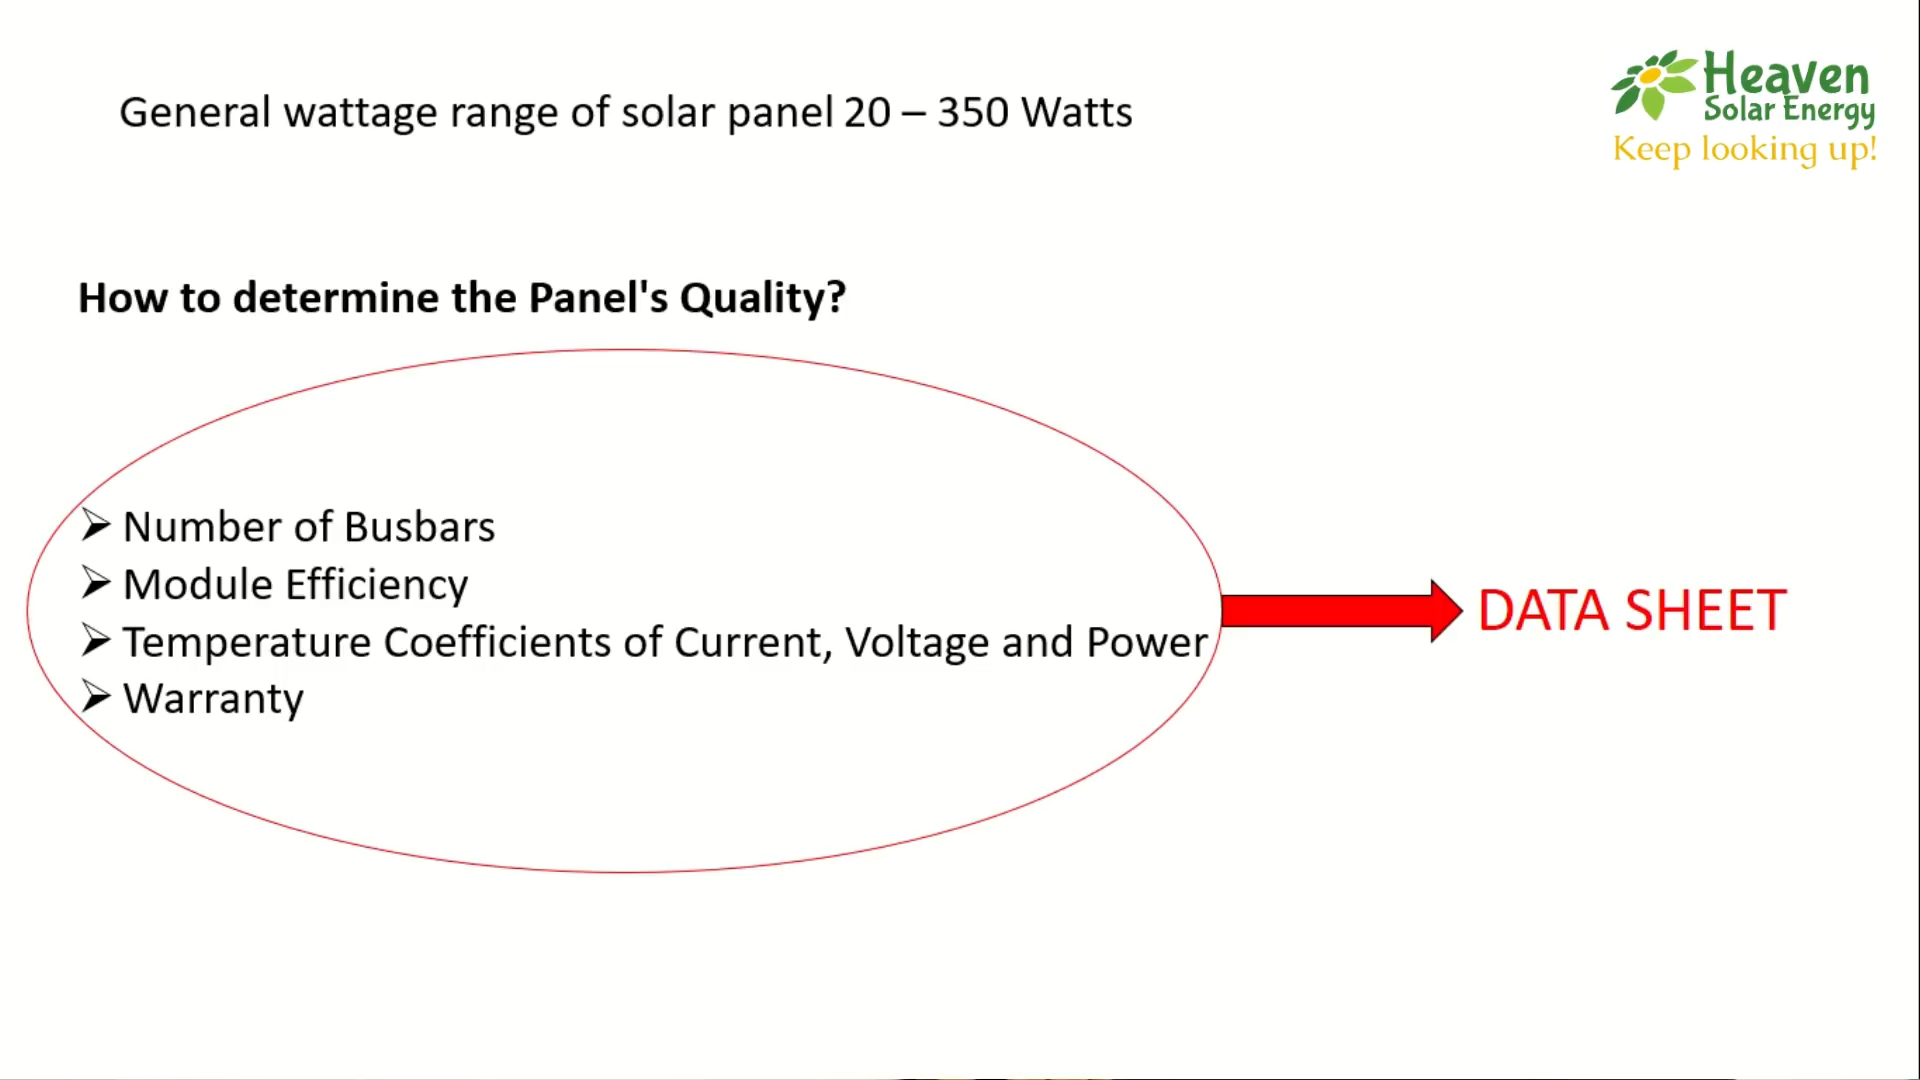 Heaven
Solar Energy
Keep looking up!
General wattage range of solar panel 20 – 350 Watts
How to determine the Panel's Quality?
Number of Busbars
Module Efficiency
Temperature Coefficients of Current, Voltage and Power
Warranty
DATA SHEET